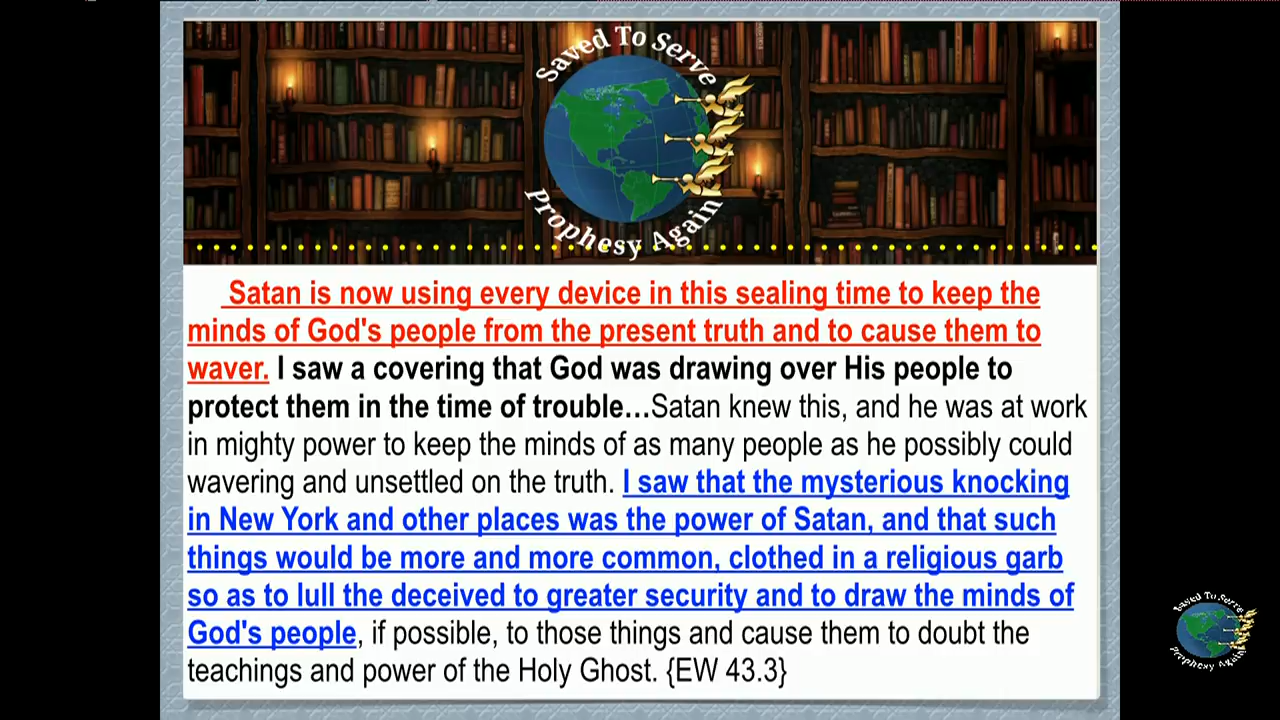 Saved To Serve
Prophesy Again
Satan is now using every device in this sealing time to keep the
minds of God's people from the present truth and to cause them to
waver. I saw a covering that God was drawing over His people to
protect them in the time of trouble…Satan knew this, and he was at work
in mighty power to keep the minds of as many people as he possibly could
wavering and unsettled on the truth. I saw that the mysterious knocking
in New York and other places was the power of Satan, and that such
things would be more and more common, clothed in a religious garb
so as to lull the deceived to greater security and to draw the minds of
God's people, if possible, to those things and cause them to doubt the
teachings and power of the Holy Ghost. {EW 43.3}
Saved To Serve
Prophesy Again